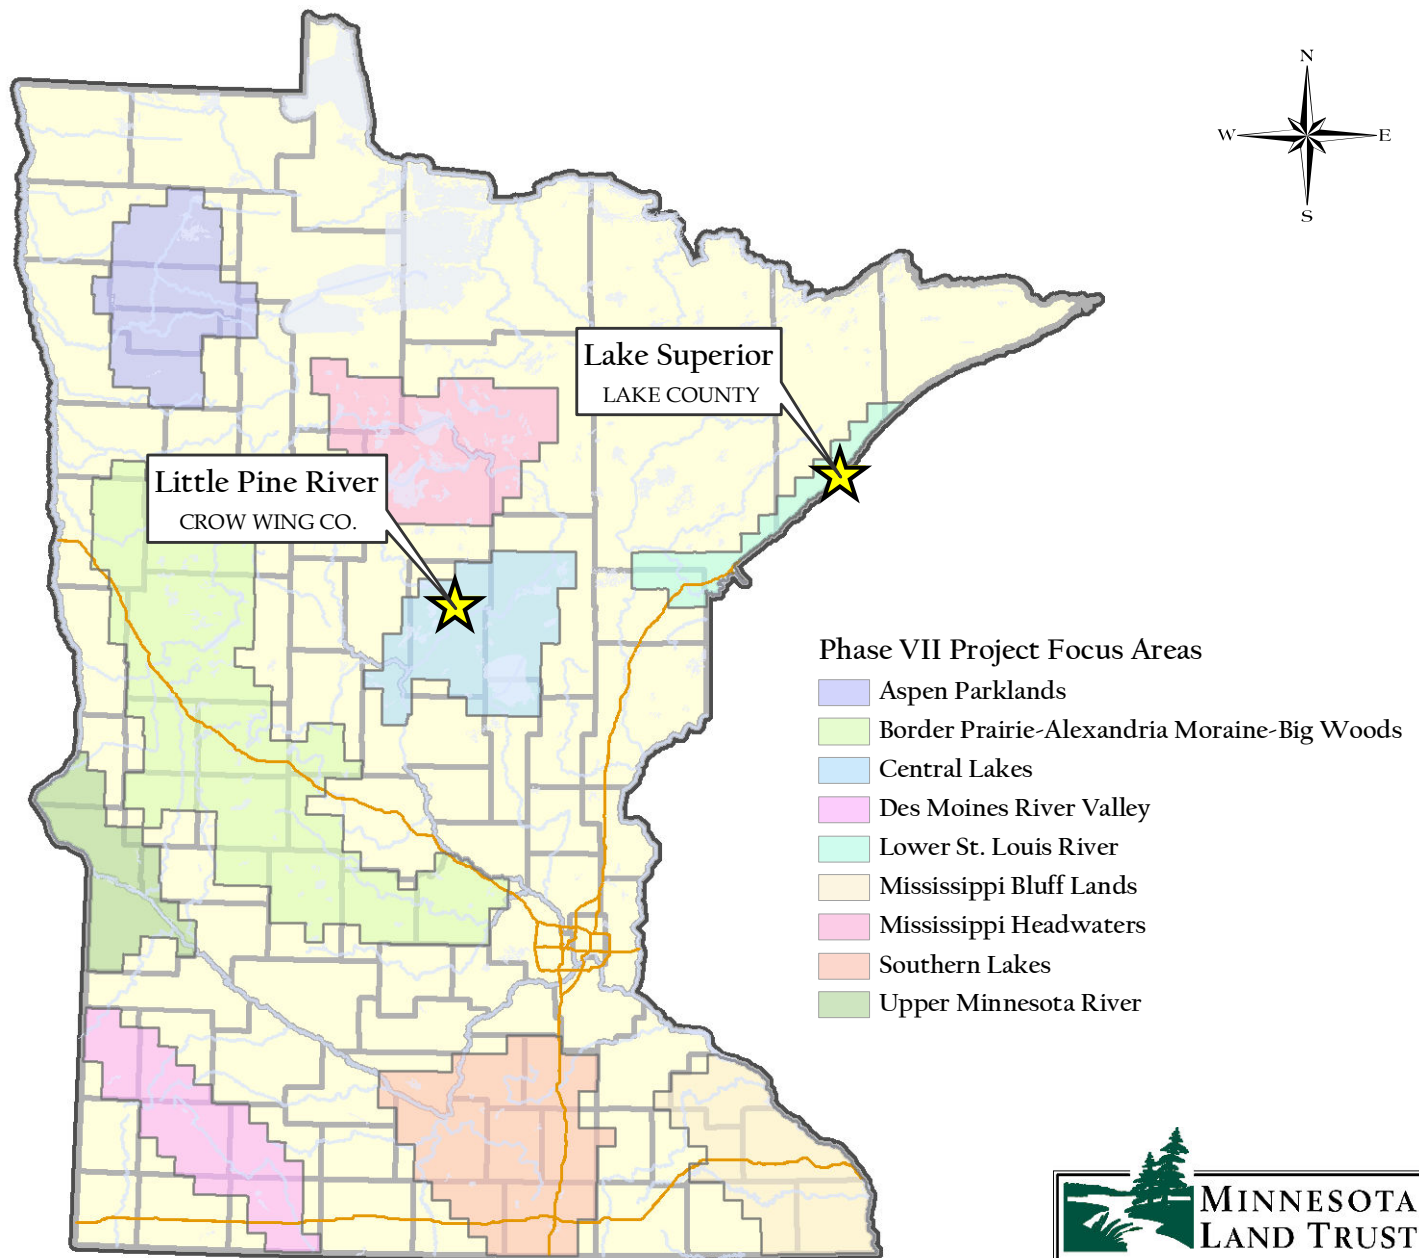 N
W
E
S
Lake Superior
LAKE COUNTY
Little Pine River
CROW WING CO.
Phase VII Project Focus Areas
Aspen Parklands
Border Prairie-Alexandria Moraine-Big Woods
Central Lakes
Des Moines River Valley
Lower St. Louis River
Mississippi Bluff Lands
Mississippi Headwaters
Southern Lakes
Upper Minnesota River
MINNESOTA
LAND TRUST